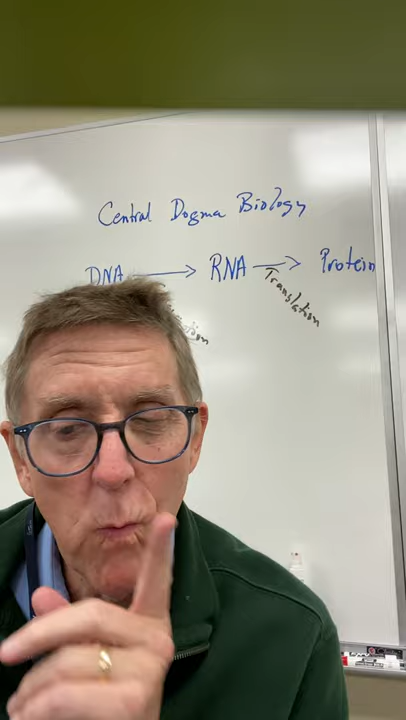 Central Dogma Biology
DNA → RNA → Protein
Translation